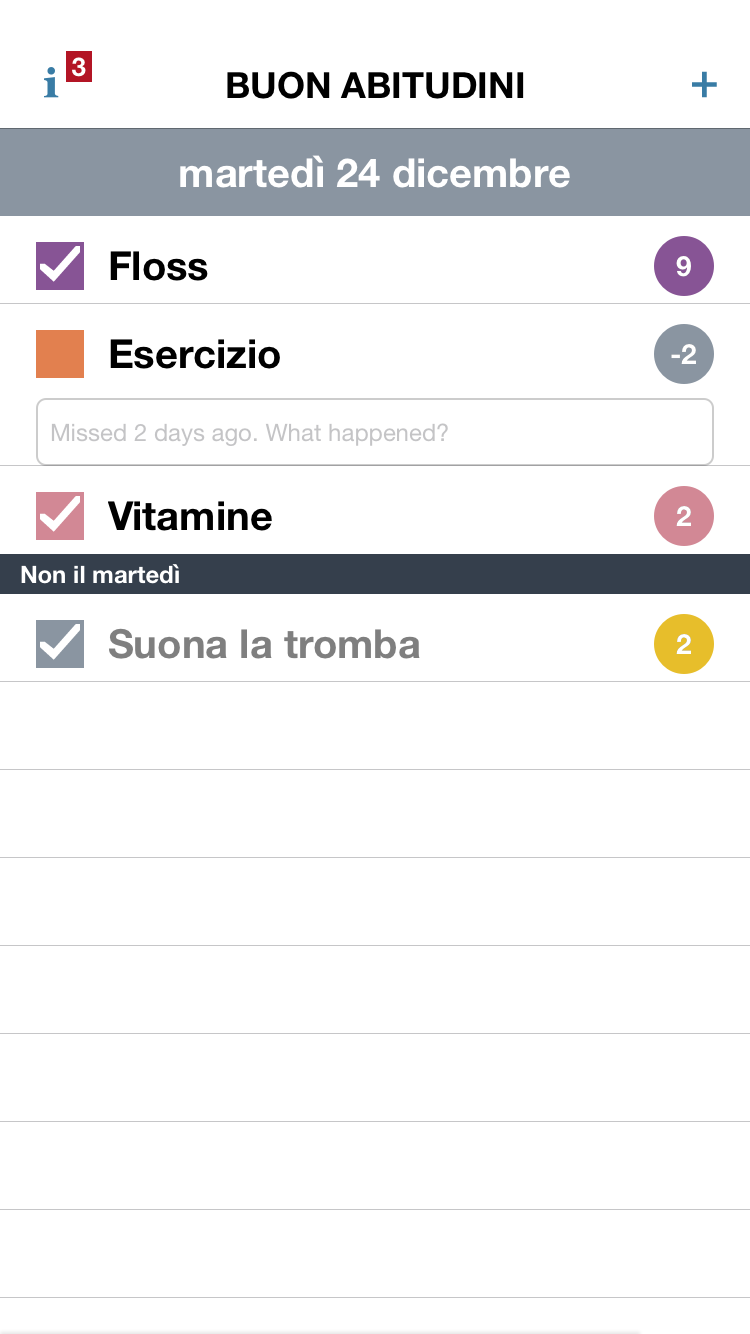 i 3
BUON ABITUDINI
+
martedì 24 dicembre
Floss 9
Esercizio -2
Missed 2 days ago. What happened?
Vitamine 2
Non il martedì
Suona la tromba 2